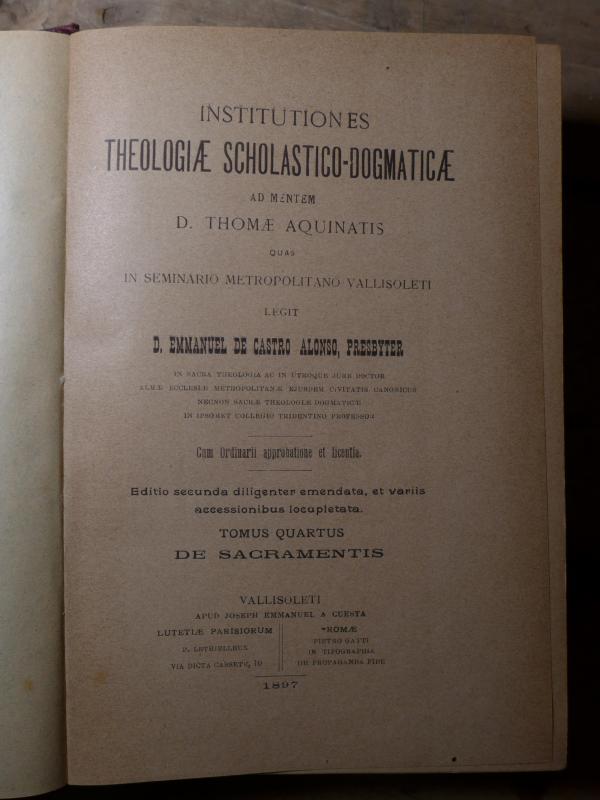 INSTITUTIONES
THEOLOGIÆ SCHOLASTICO-DOGMATICÆ
AD MENTEM
D. THOMÆ AQUINATIS
QUAS
IN SEMINARIO METROPOLITANO VALLISOLETI
LEGIT
D. EMMANUEL DE CASTRO ALONSO, PRESBYTER
IN SACRA THEOLOGIA AC IN UTROQUE JURE DOCTOR
ALMÆ ECCLESIÆ METROPOLITANÆ EJUSDEM CIVITATIS CANONICUS
NECNON SACRÆ THEOLOGIÆ DOGMATICÆ
IN IPSOMET COLLEGIO TRIDENTINO PROFESSOR
Cum Ordinarii approbatione et licentia.
Editio secunda diligenter emendata, et variis
accessionibus locupletata.
TOMUS QUARTUS
DE SACRAMENTIS
VALLISOLETI
APUD JOSEPH EMMANUEL A CUESTA
LUTETIÆ PARISIORUM
P. LETHIELLEUX
VIA DICTA CASSETE, 10
ROMÆ
PIETRO GATTI
IN TIPOGRAPHIA
DE PROPAGANDA FIDE
1897